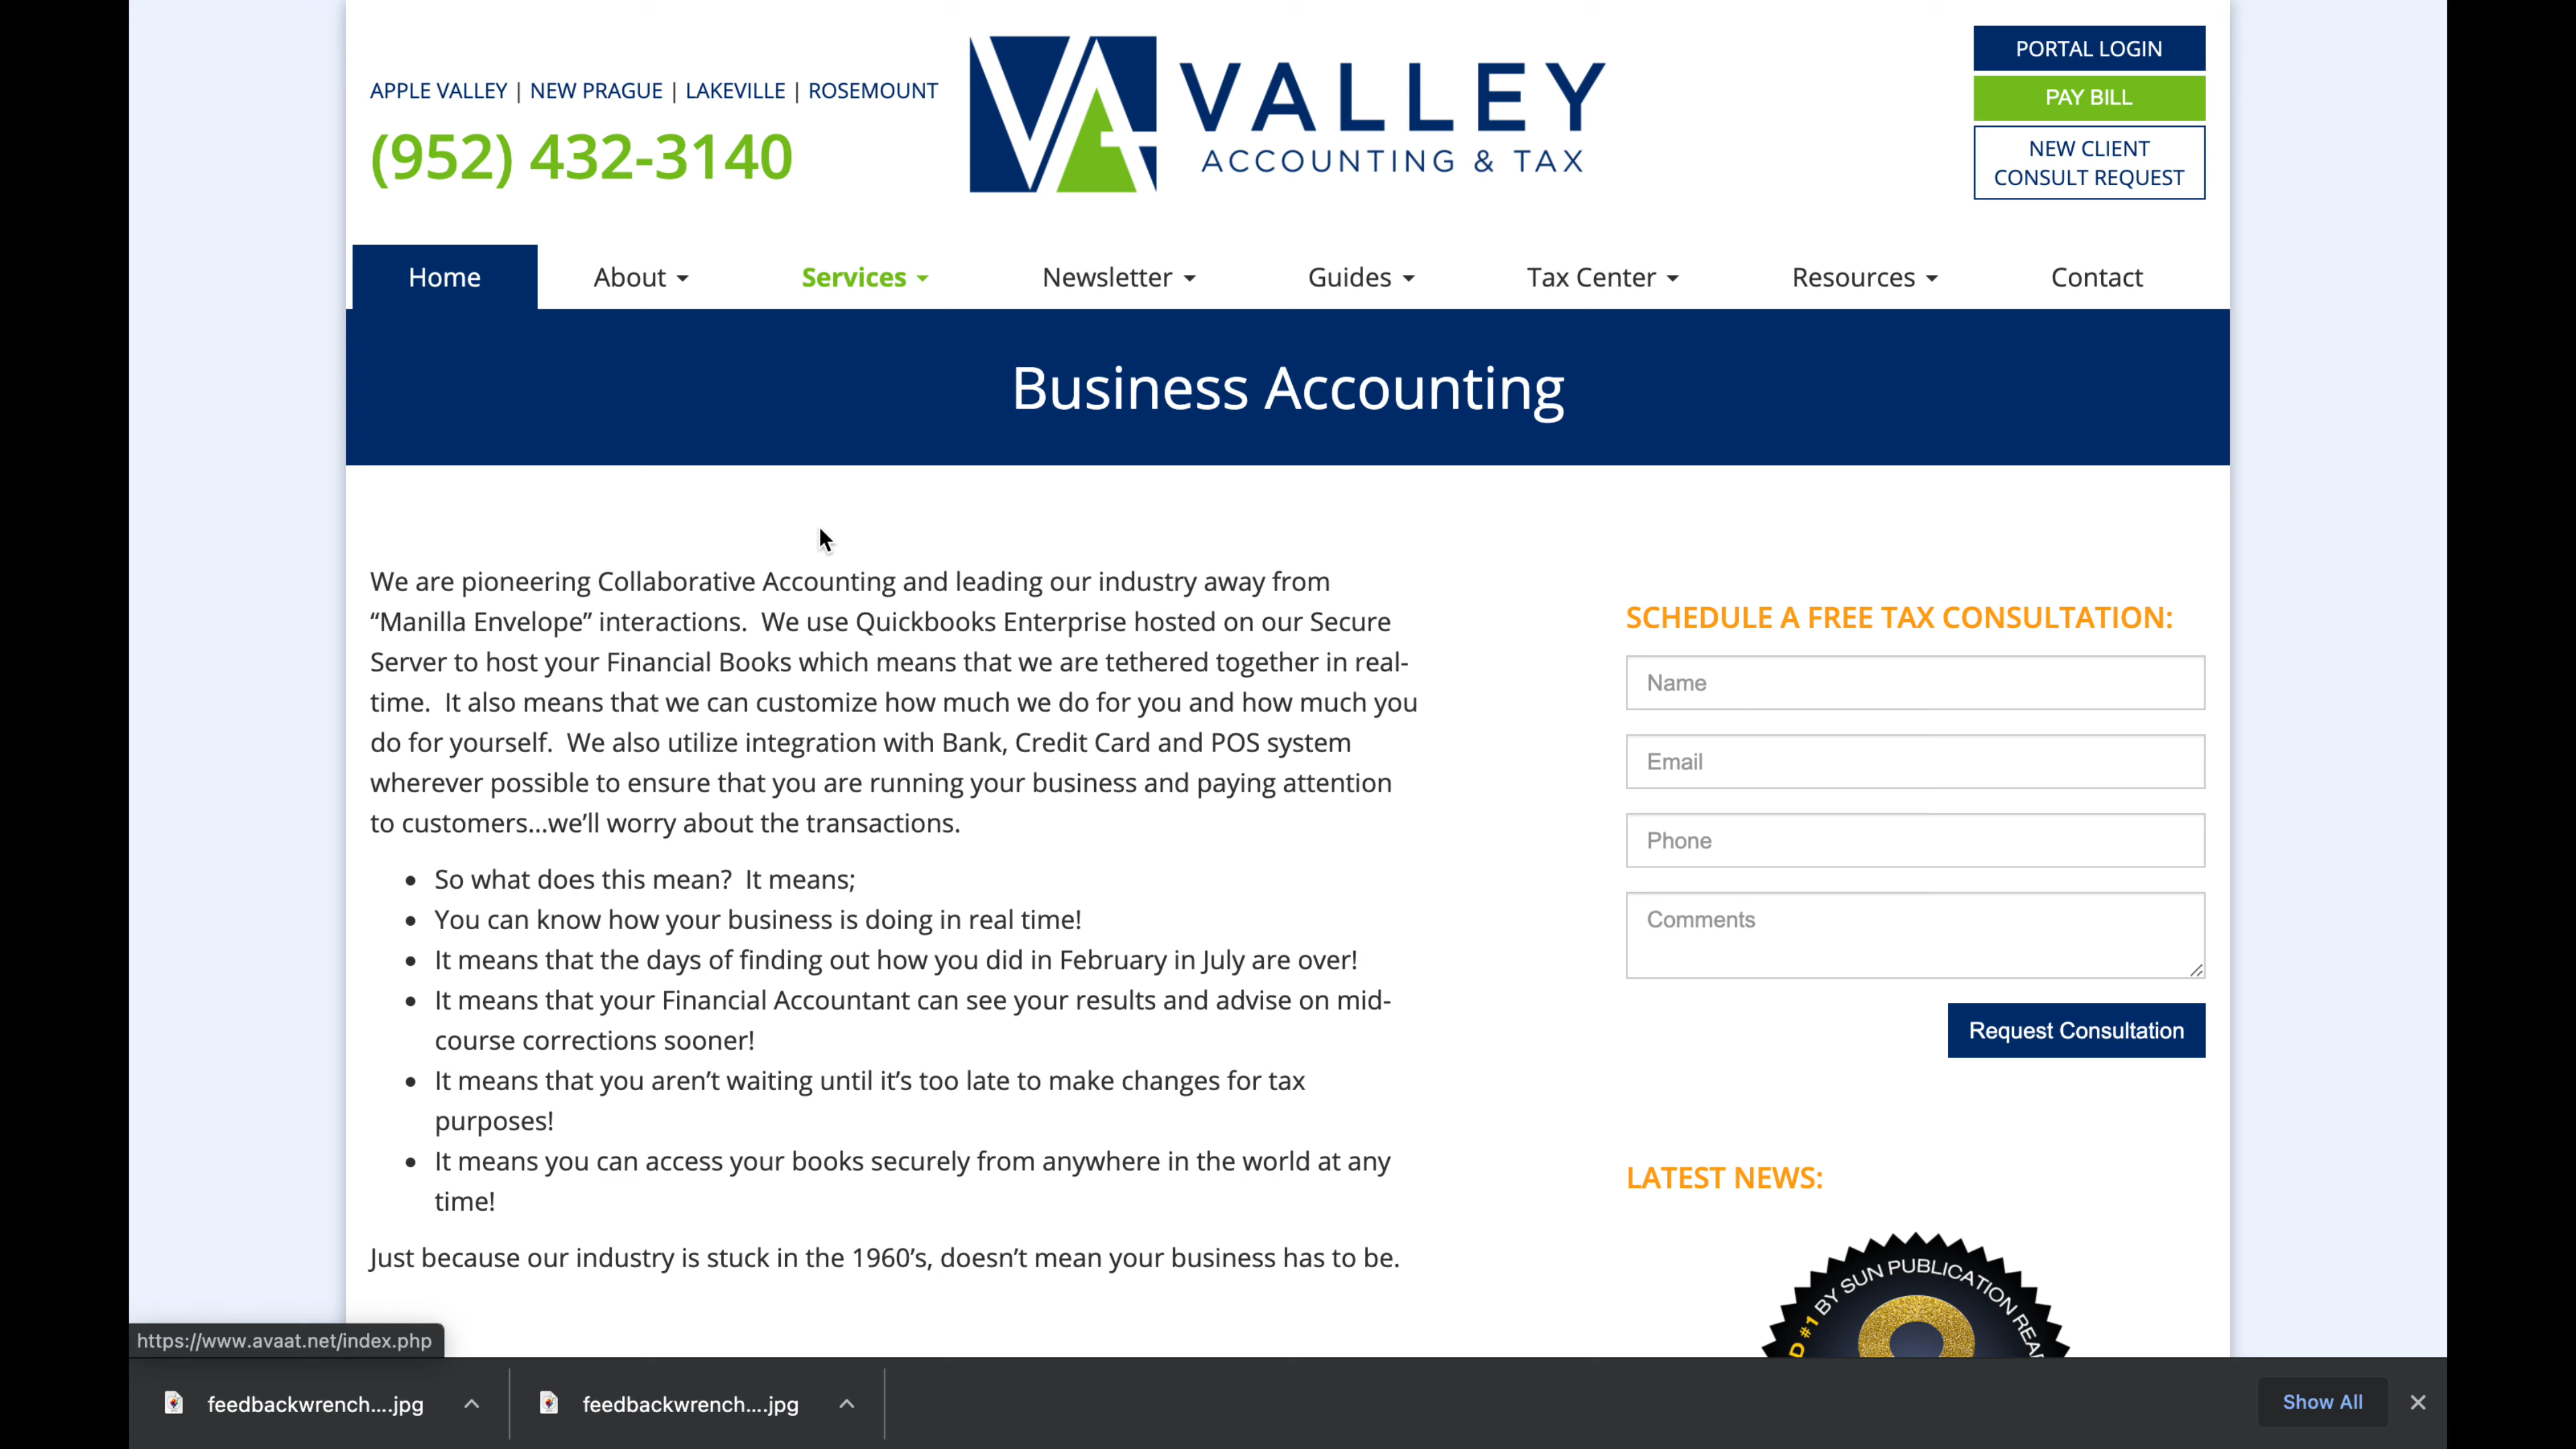 APPLE VALLEY | NEW PRAGUE | LAKEVILLE | ROSEMOUNT
(952) 432-3140
VA
VALLEY
ACCOUNTING & TAX
PORTAL LOGIN
PAY BILL
NEW CLIENT
CONSULT REQUEST
Home
About
Services
Newsletter
Guides
Tax Center
Resources
Contact
Business Accounting
We are pioneering Collaborative Accounting and leading our industry away from
“Manilla Envelope” interactions.  We use Quickbooks Enterprise hosted on our Secure
Server to host your Financial Books which means that we are tethered together in real-
time.  It also means that we can customize how much we do for you and how much you
do for yourself.  We also utilize integration with Bank, Credit Card and POS system
wherever possible to ensure that you are running your business and paying attention
to customers…we’ll worry about the transactions.
• So what does this mean?  It means;
• You can know how your business is doing in real time!
• It means that the days of finding out how you did in February in July are over!
• It means that your Financial Accountant can see your results and advise on mid-
course corrections sooner!
• It means that you aren’t waiting until it’s too late to make changes for tax
purposes!
• It means you can access your books securely from anywhere in the world at any
time!
Just because our industry is stuck in the 1960’s, doesn’t mean your business has to be.
SCHEDULE A FREE TAX CONSULTATION:
Name
Email
Phone
Comments
Request Consultation
LATEST NEWS:
#1 BY SUN PUBLICATION
https://www.avaat.net/index.php
feedbackwrench....jpg
feedbackwrench....jpg
Show All